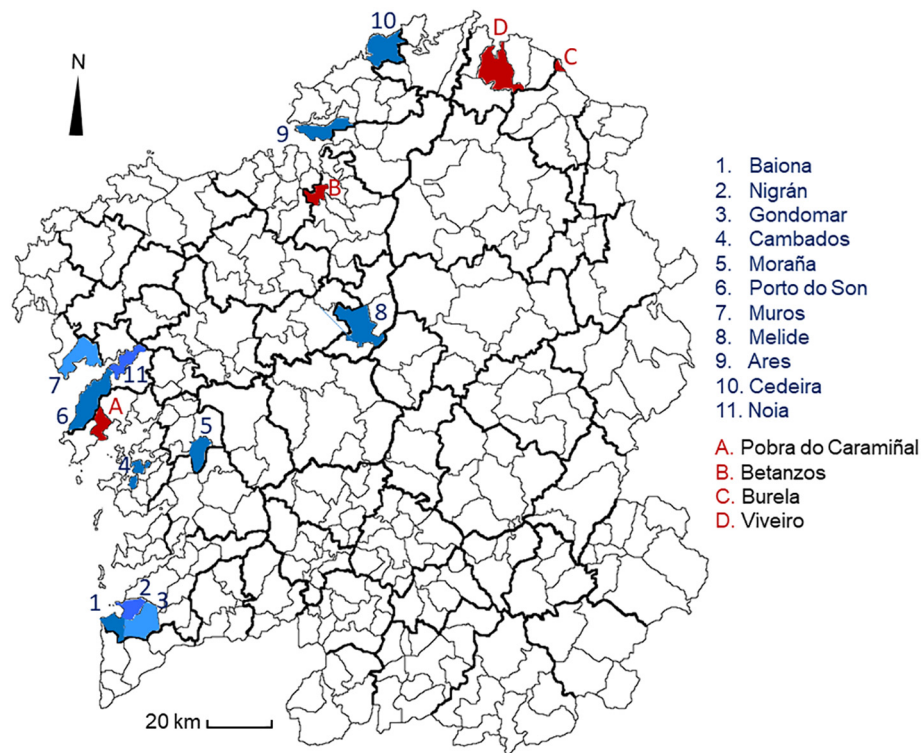 10
D
C
N
9
B
8
7
11
6
A
5
4
2
1
3
20 km
1. Baiona
2. Nigrán
3. Gondomar
4. Cambados
5. Moraña
6. Porto do Son
7. Muros
8. Melide
9. Ares
10. Cedeira
11. Noia
A. Pobra do Caramiñal
B. Betanzos
C. Burela
D. Viveiro